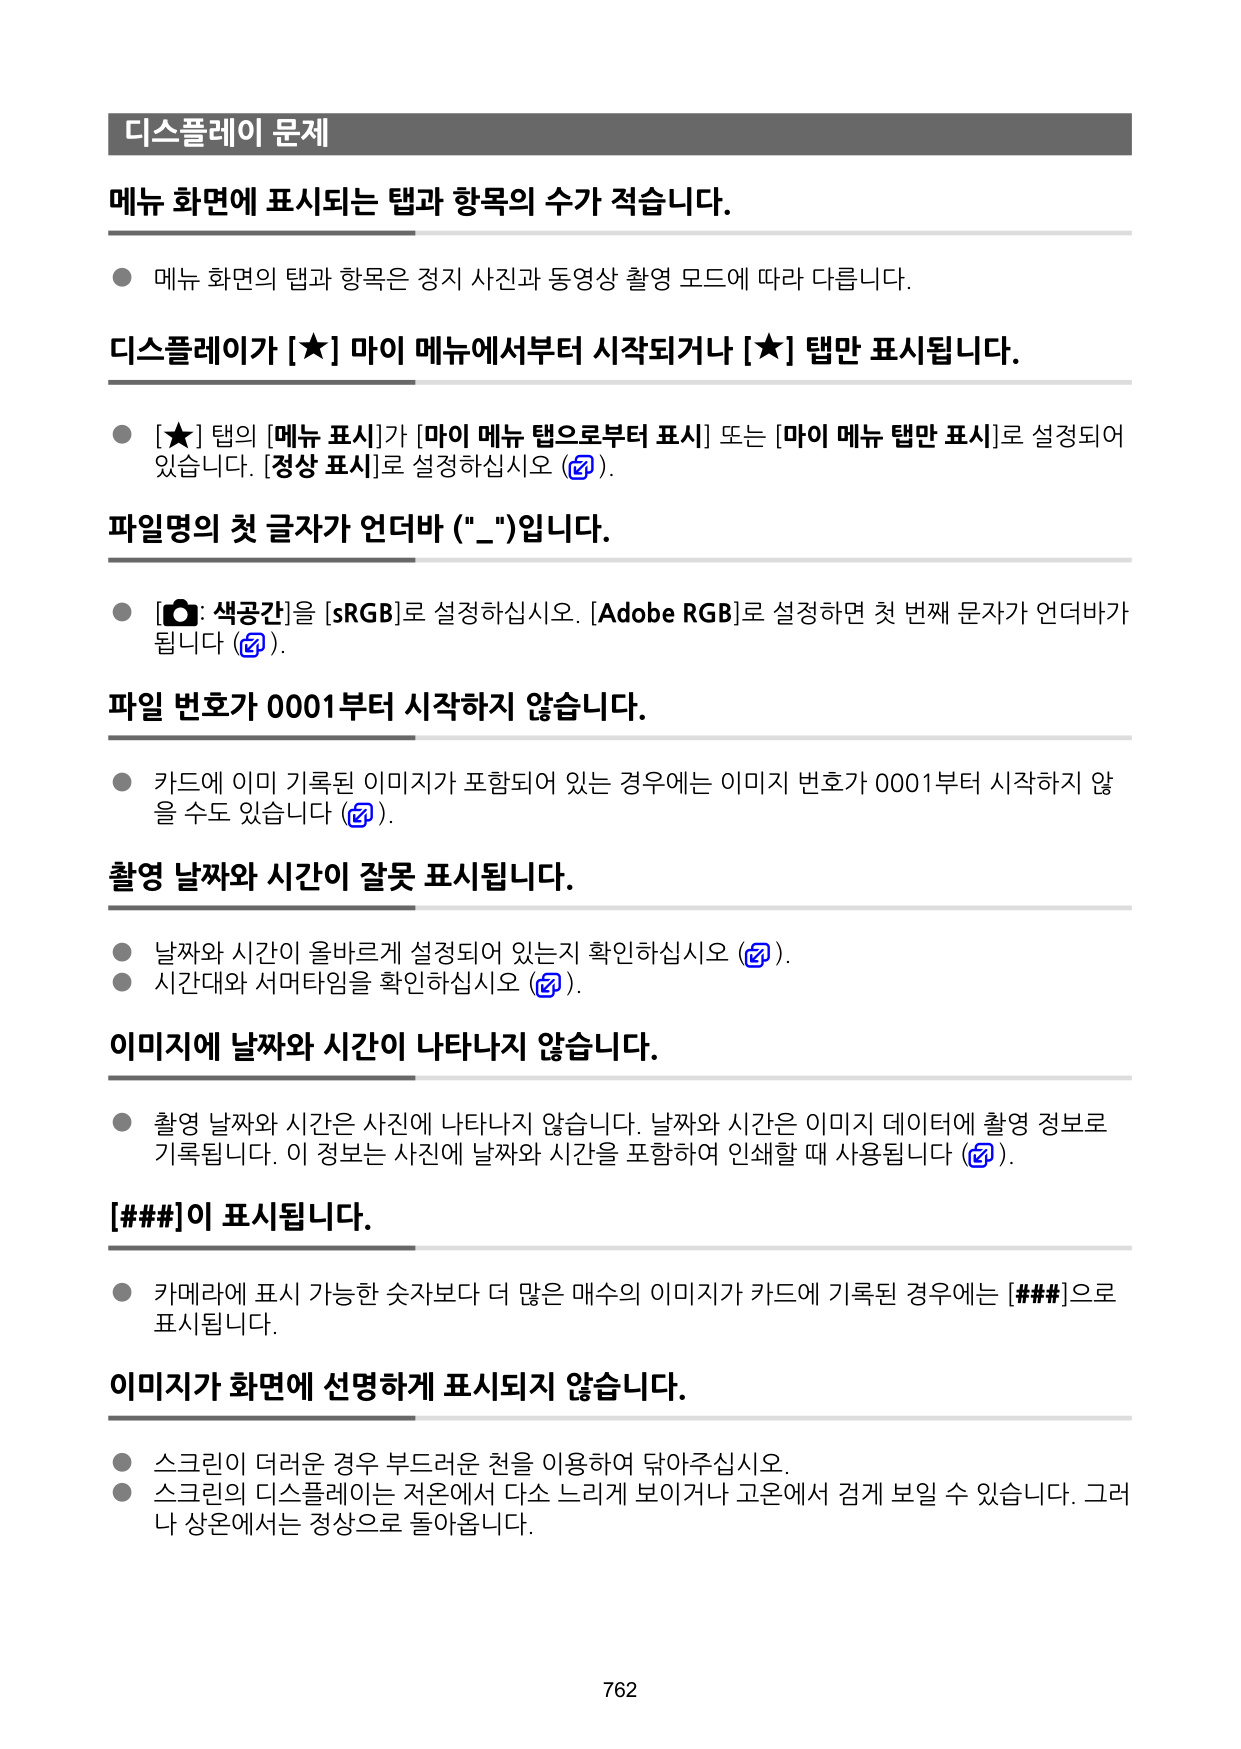 디스플레이 문제
메뉴 화면에 표시되는 탭과 항목의 수가 적습니다.
● 메뉴 화면의 탭과 항목은 정지 사진과 동영상 촬영 모드에 따라 다릅니다.
디스플레이가 [★] 마이 메뉴에서부터 시작되거나 [★] 탭만 표시됩니다.
● [★] 탭의 [메뉴 표시]가 [마이 메뉴 탭으로부터 표시] 또는 [마이 메뉴 탭만 표시]로 설정되어
있습니다. [정상 표시]로 설정하십시오 ( ).
파일명의 첫 글자가 언더바 ("_")입니다.
● [ : 색공간]을 [sRGB]로 설정하십시오. [Adobe RGB]로 설정하면 첫 번째 문자가 언더바가
됩니다 ( ).
파일 번호가 0001부터 시작하지 않습니다.
● 카드에 이미 기록된 이미지가 포함되어 있는 경우에는 이미지 번호가 0001부터 시작하지 않
을 수도 있습니다 ( ).
촬영 날짜와 시간이 잘못 표시됩니다.
● 날짜와 시간이 올바르게 설정되어 있는지 확인하십시오 ( ).
● 시간대와 서머타임을 확인하십시오 ( ).
이미지에 날짜와 시간이 나타나지 않습니다.
● 촬영 날짜와 시간은 사진에 나타나지 않습니다. 날짜와 시간은 이미지 데이터에 촬영 정보로
기록됩니다. 이 정보는 사진에 날짜와 시간을 포함하여 인쇄할 때 사용됩니다 ( ).
[###]이 표시됩니다.
● 카메라에 표시 가능한 숫자보다 더 많은 매수의 이미지가 카드에 기록된 경우에는 [###]으로
표시됩니다.
이미지가 화면에 선명하게 표시되지 않습니다.
● 스크린이 더러운 경우 부드러운 천을 이용하여 닦아주십시오.
● 스크린의 디스플레이는 저온에서 다소 느리게 보이거나 고온에서 검게 보일 수 있습니다. 그러
나 상온에서는 정상으로 돌아옵니다.
762